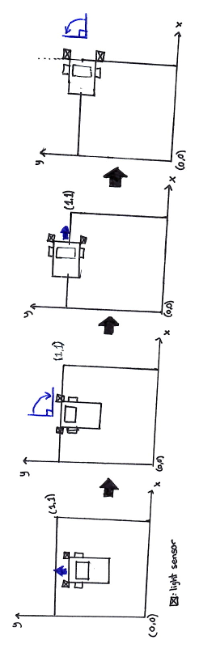 y
(1,1)
x
(0,0)
y
(1,1)
x
(0,0)
y
(1,1)
x
(0,0)
y
x
(0,0)
: light sensor